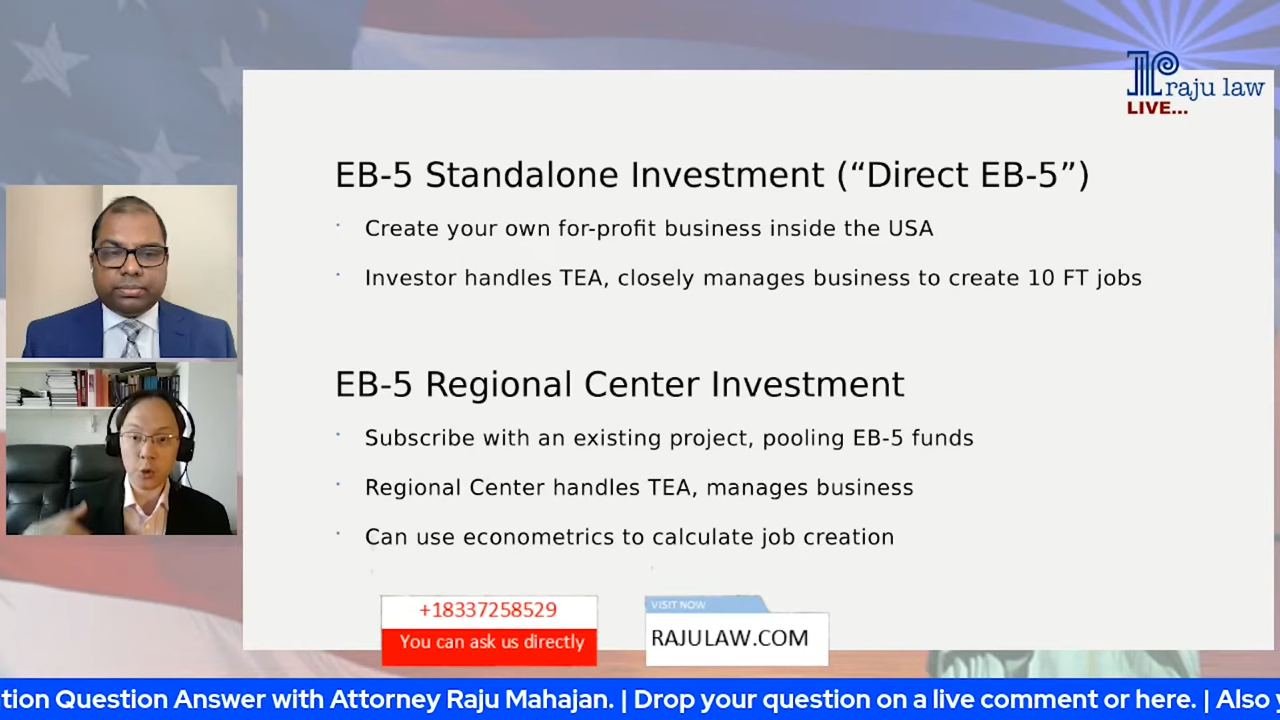 raju law
LIVE...
EB-5 Standalone Investment (“Direct EB-5”)
Create your own for-profit business inside the USA
Investor handles TEA, closely manages business to create 10 FT jobs
EB-5 Regional Center Investment
Subscribe with an existing project, pooling EB-5 funds
Regional Center handles TEA, manages business
Can use econometrics to calculate job creation
+18337258529
You can ask us directly
VISIT NOW
RAJULAW.COM
tion Question Answer with Attorney Raju Mahajan. | Drop your question on a live comment or here. | Also y